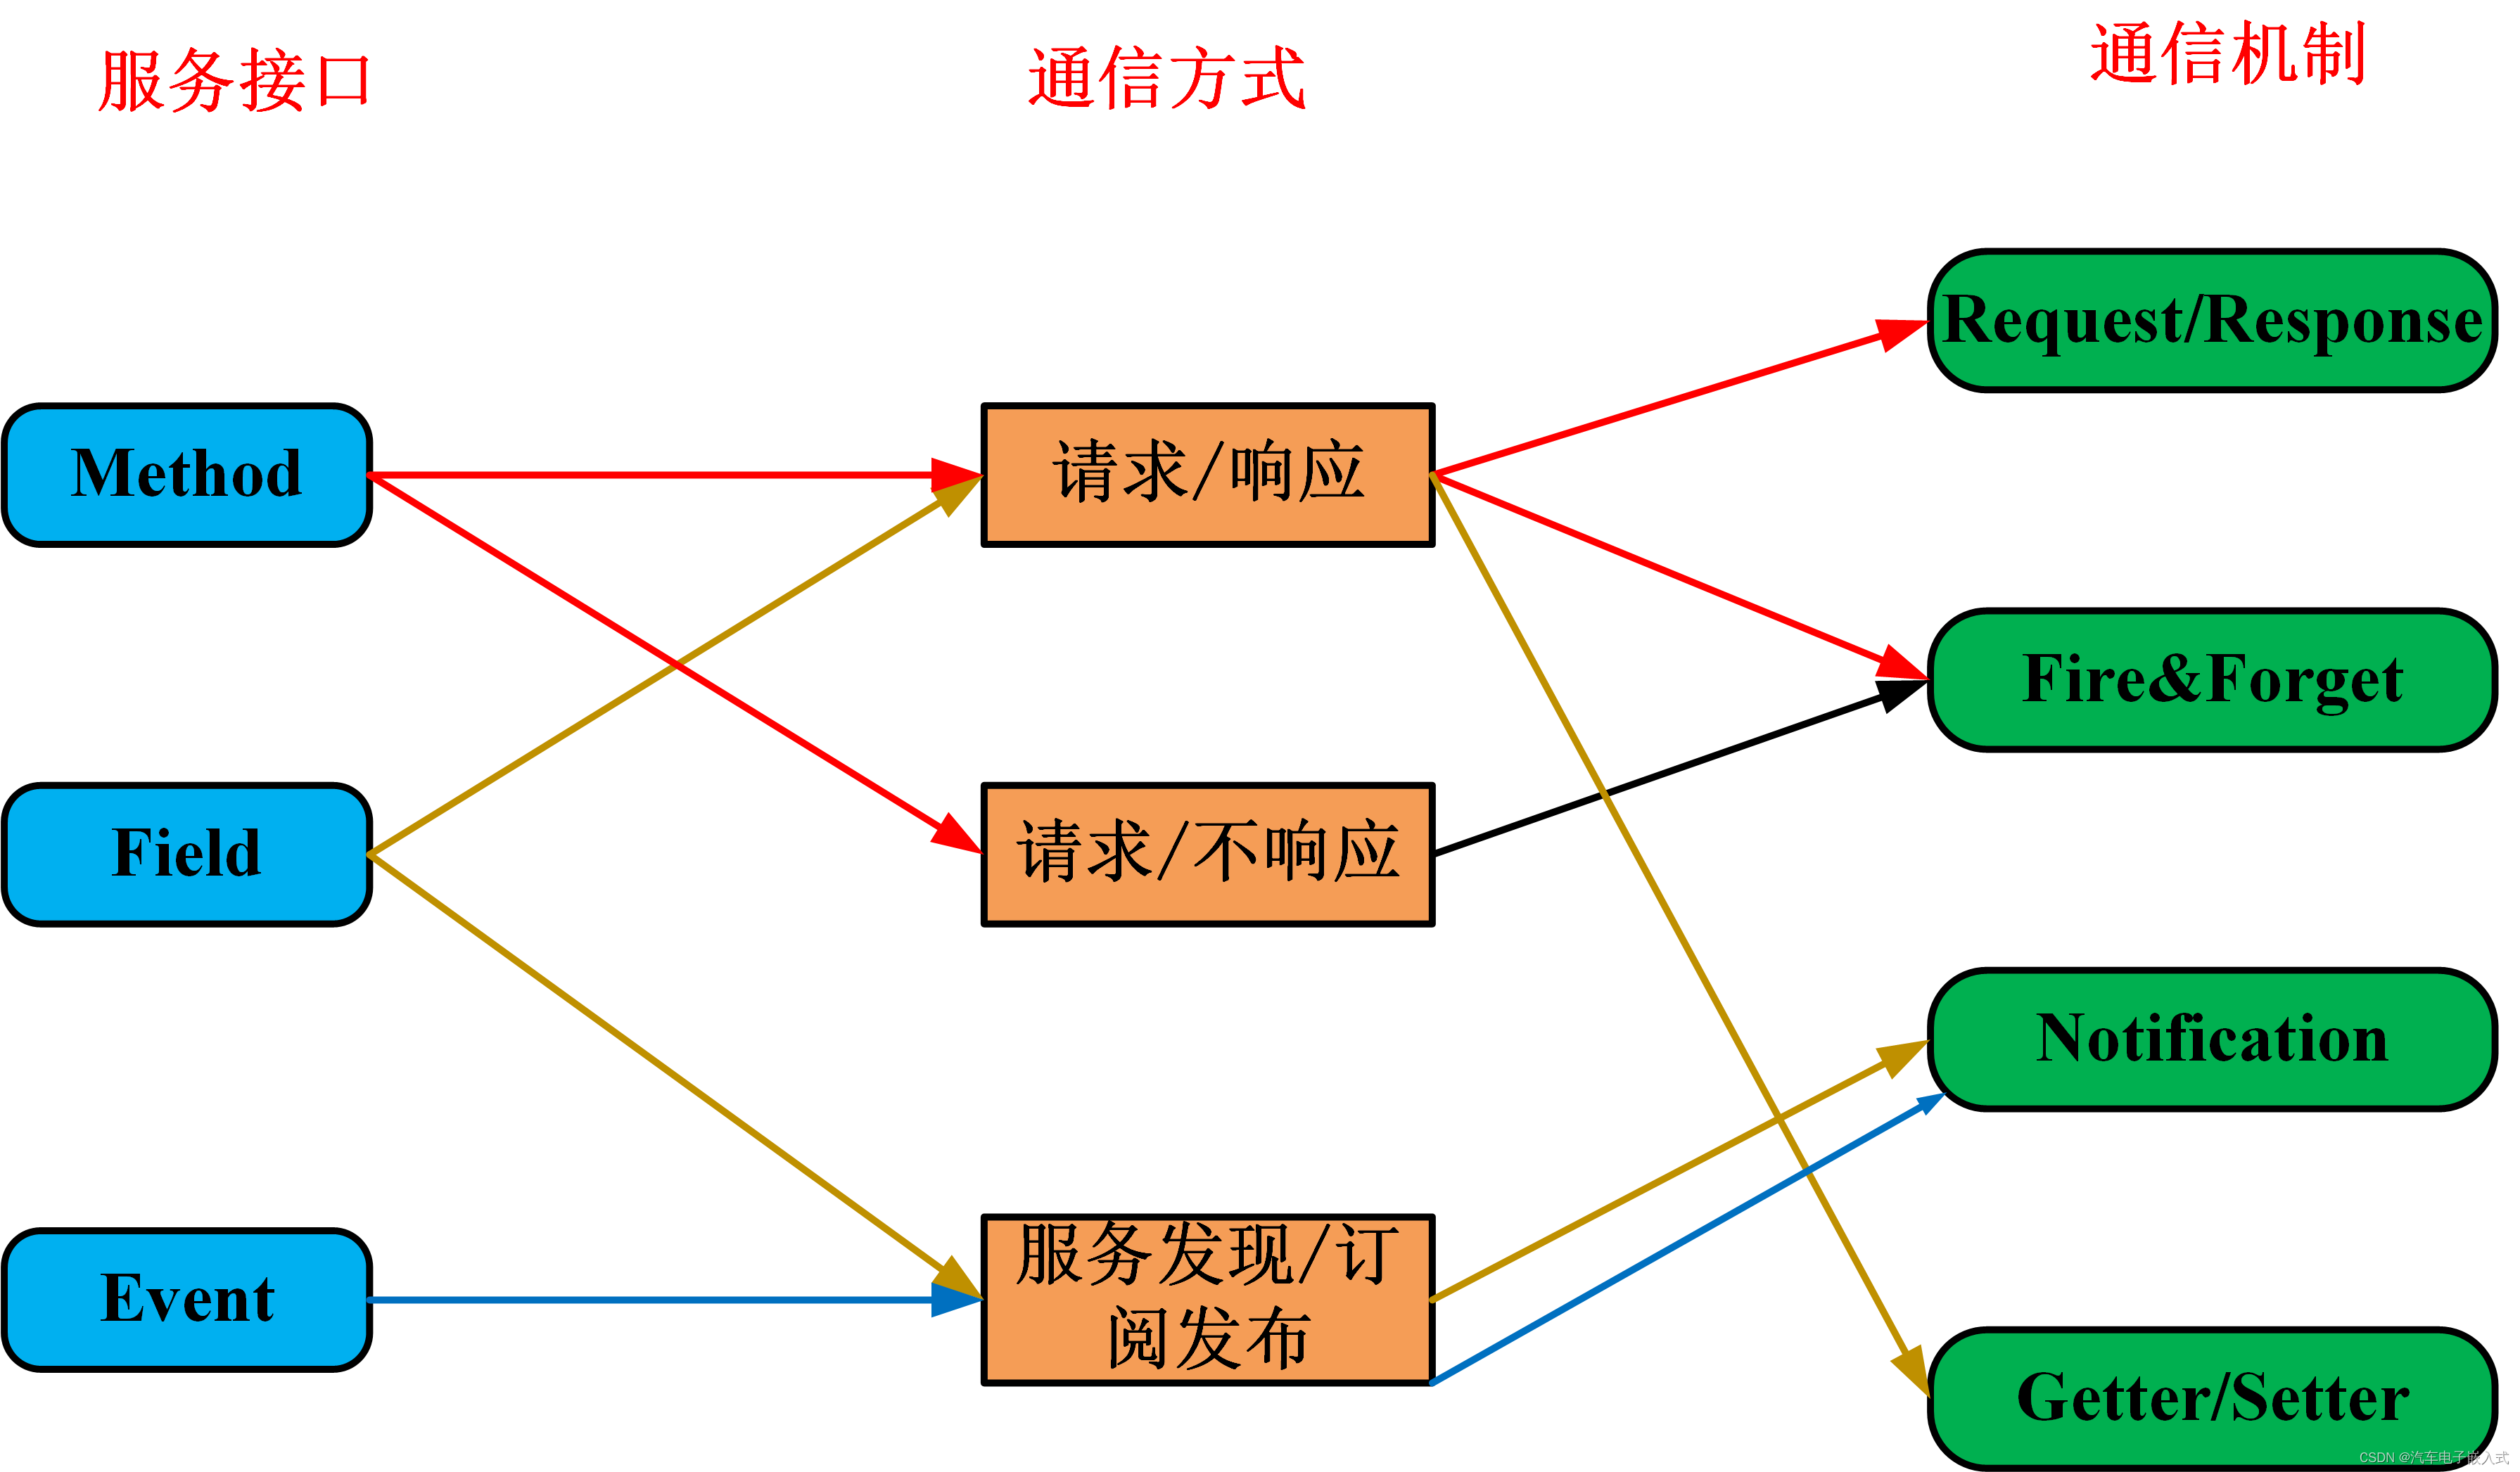 服务接口
通信方式
通信机制
Request/Response
Method
请求/响应
Fire&Forget
Field
请求/不响应
Notification
Event
服务发现/订
阅发布
Getter/Setter
CSDN @汽车电子嵌入式